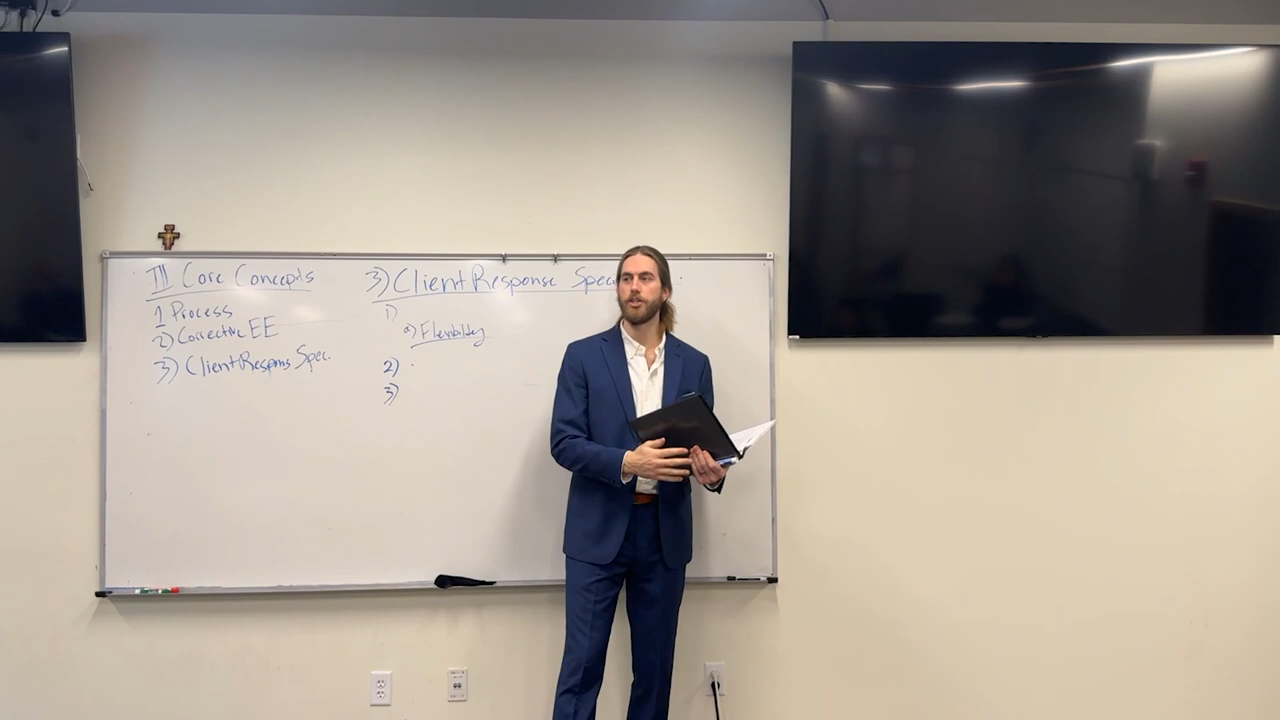 III Core Concepts
1 Process
2) Corrective EE
3) Client Respons Spec.
3) Client Response Spec
1)
a) Flexibility
2)
3)